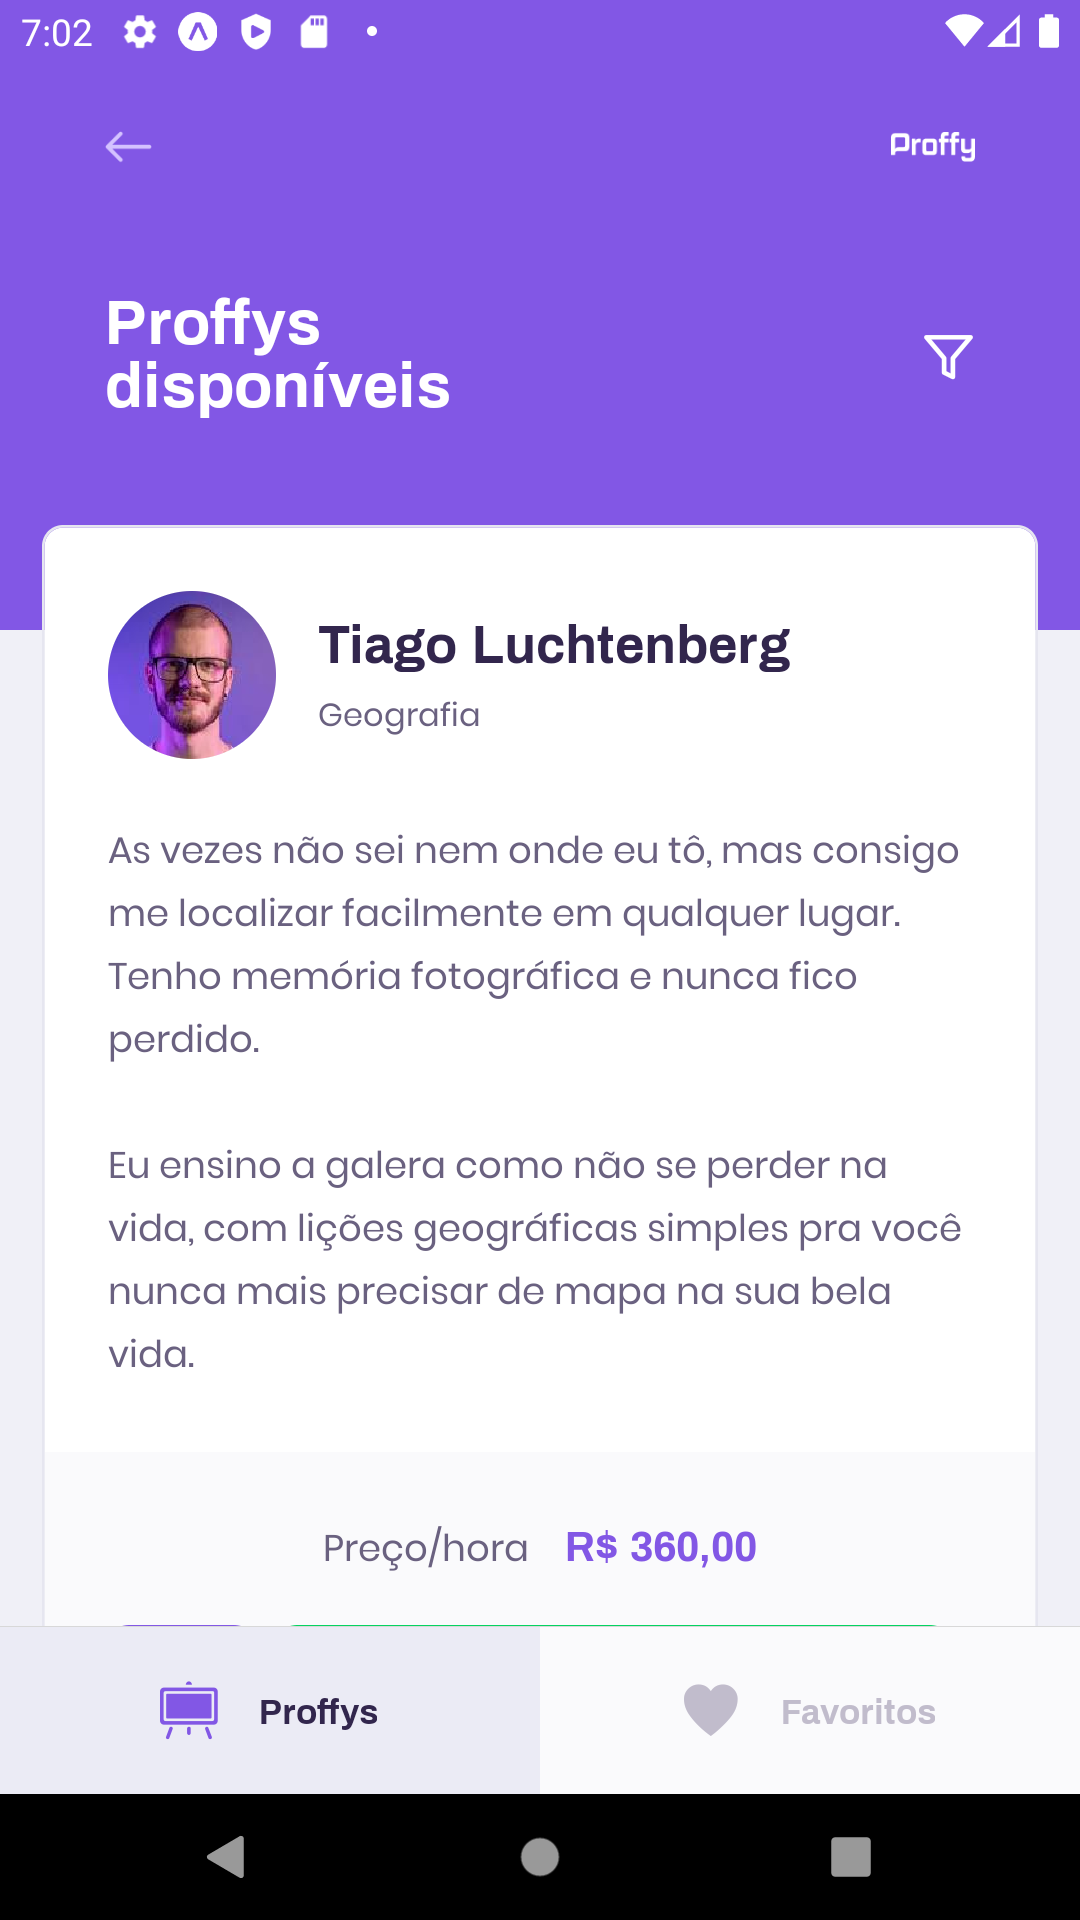 7:02
Proffy
Proffys
disponíveis
Tiago Luchtenberg
Geografia
As vezes não sei nem onde eu tô, mas consigo
me localizar facilmente em qualquer lugar.
Tenho memória fotográfica e nunca fico
perdido.
Eu ensino a galera como não se perder na
vida, com lições geográficas simples pra você
nunca mais precisar de mapa na sua bela
vida.
Preço/hora R$ 360,00
Proffys
Favoritos